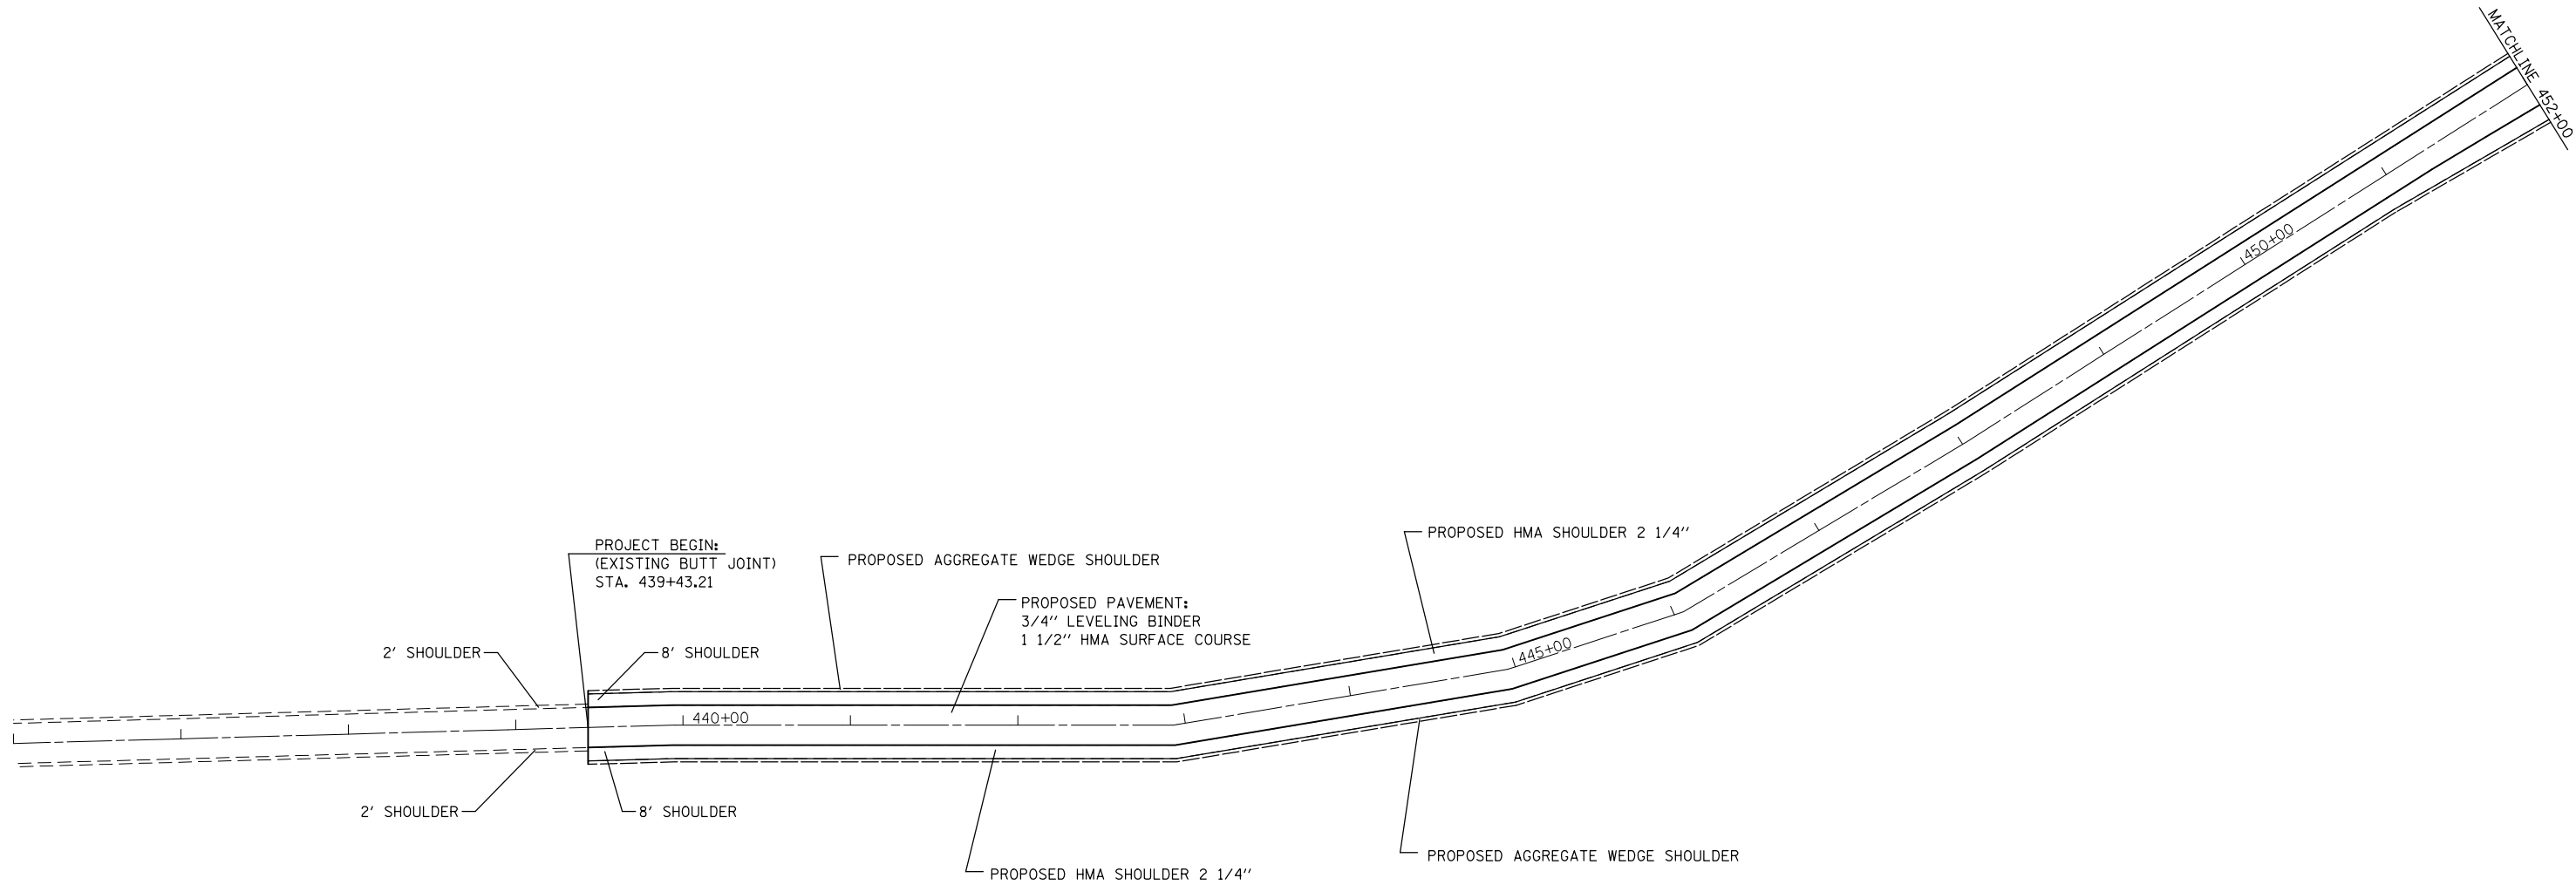 MATCHLINE 452+00
450+00
PROPOSED HMA SHOULDER 2 1/4"
PROJECT BEGIN:
(EXISTING BUTT JOINT)
STA. 439+43.21
PROPOSED AGGREGATE WEDGE SHOULDER
PROPOSED PAVEMENT:
3/4" LEVELING BINDER
1 1/2" HMA SURFACE COURSE
2' SHOULDER
8' SHOULDER
445+00
440+00
2' SHOULDER
8' SHOULDER
PROPOSED AGGREGATE WEDGE SHOULDER
PROPOSED HMA SHOULDER 2 1/4"